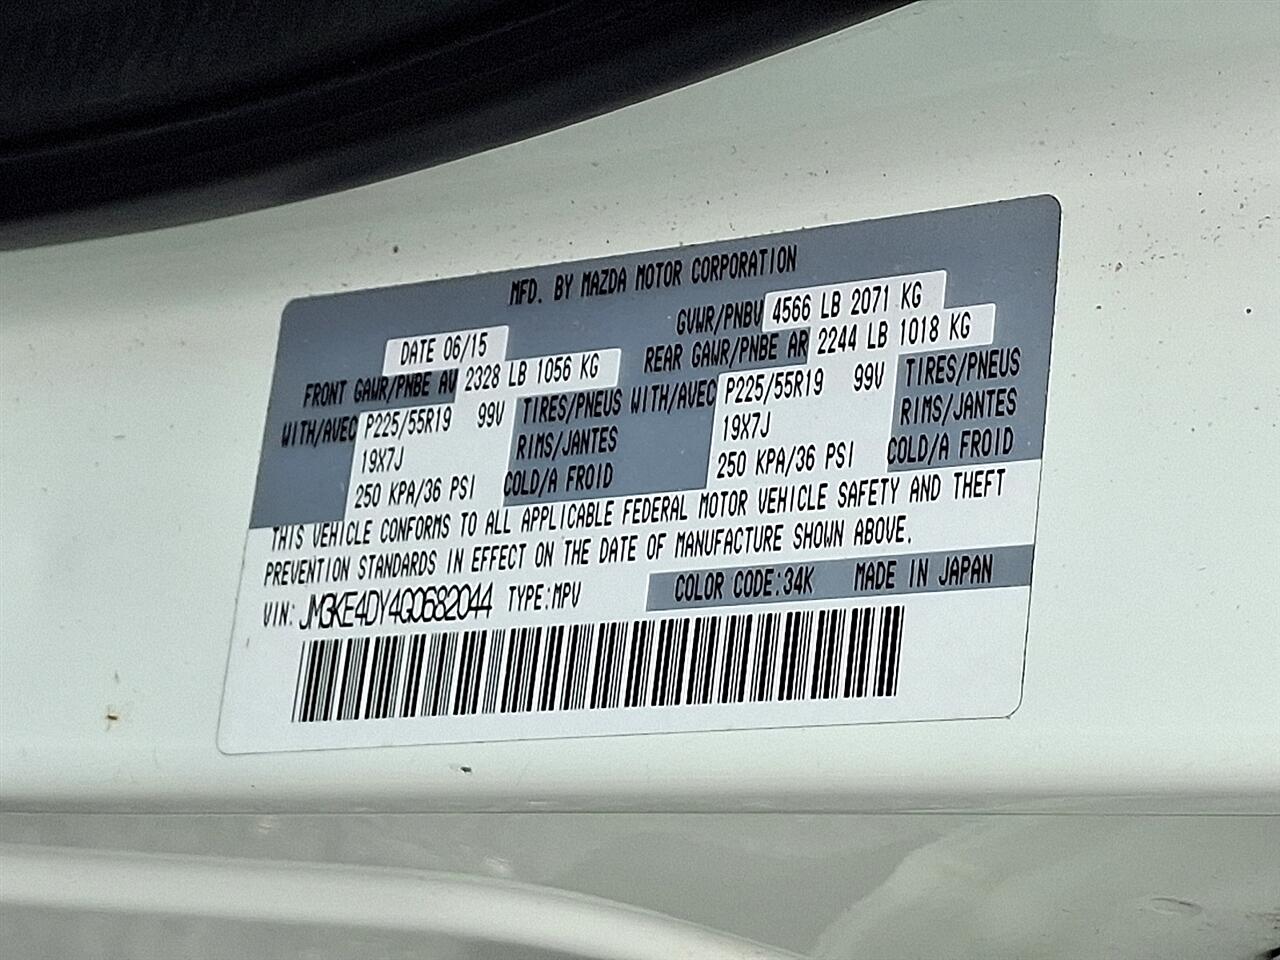 MFD. BY MAZDA MOTOR CORPORATION
DATE 06/15 GVWR/PNBV 4566 LB 2071 KG
FRONT GAWR/PNBE AV 2328 LB 1056 KG REAR GAWR/PNBE AR 2244 LB 1018 KG
WITH/AVEC P225/55R19 99V TIRES/PNEUS WITH/AVEC P225/55R19 99V TIRES/PNEUS
19X7J RIMS/JANTES 19X7J RIMS/JANTES
250 KPA/36 PSI COLD/A FROID 250 KPA/36 PSI COLD/A FROID
THIS VEHICLE CONFORMS TO ALL APPLICABLE FEDERAL MOTOR VEHICLE SAFETY AND THEFT
PREVENTION STANDARDS IN EFFECT ON THE DATE OF MANUFACTURE SHOWN ABOVE.
VIN: JM3KE4DY4G0682044 TYPE:MPV COLOR CODE:34K MADE IN JAPAN